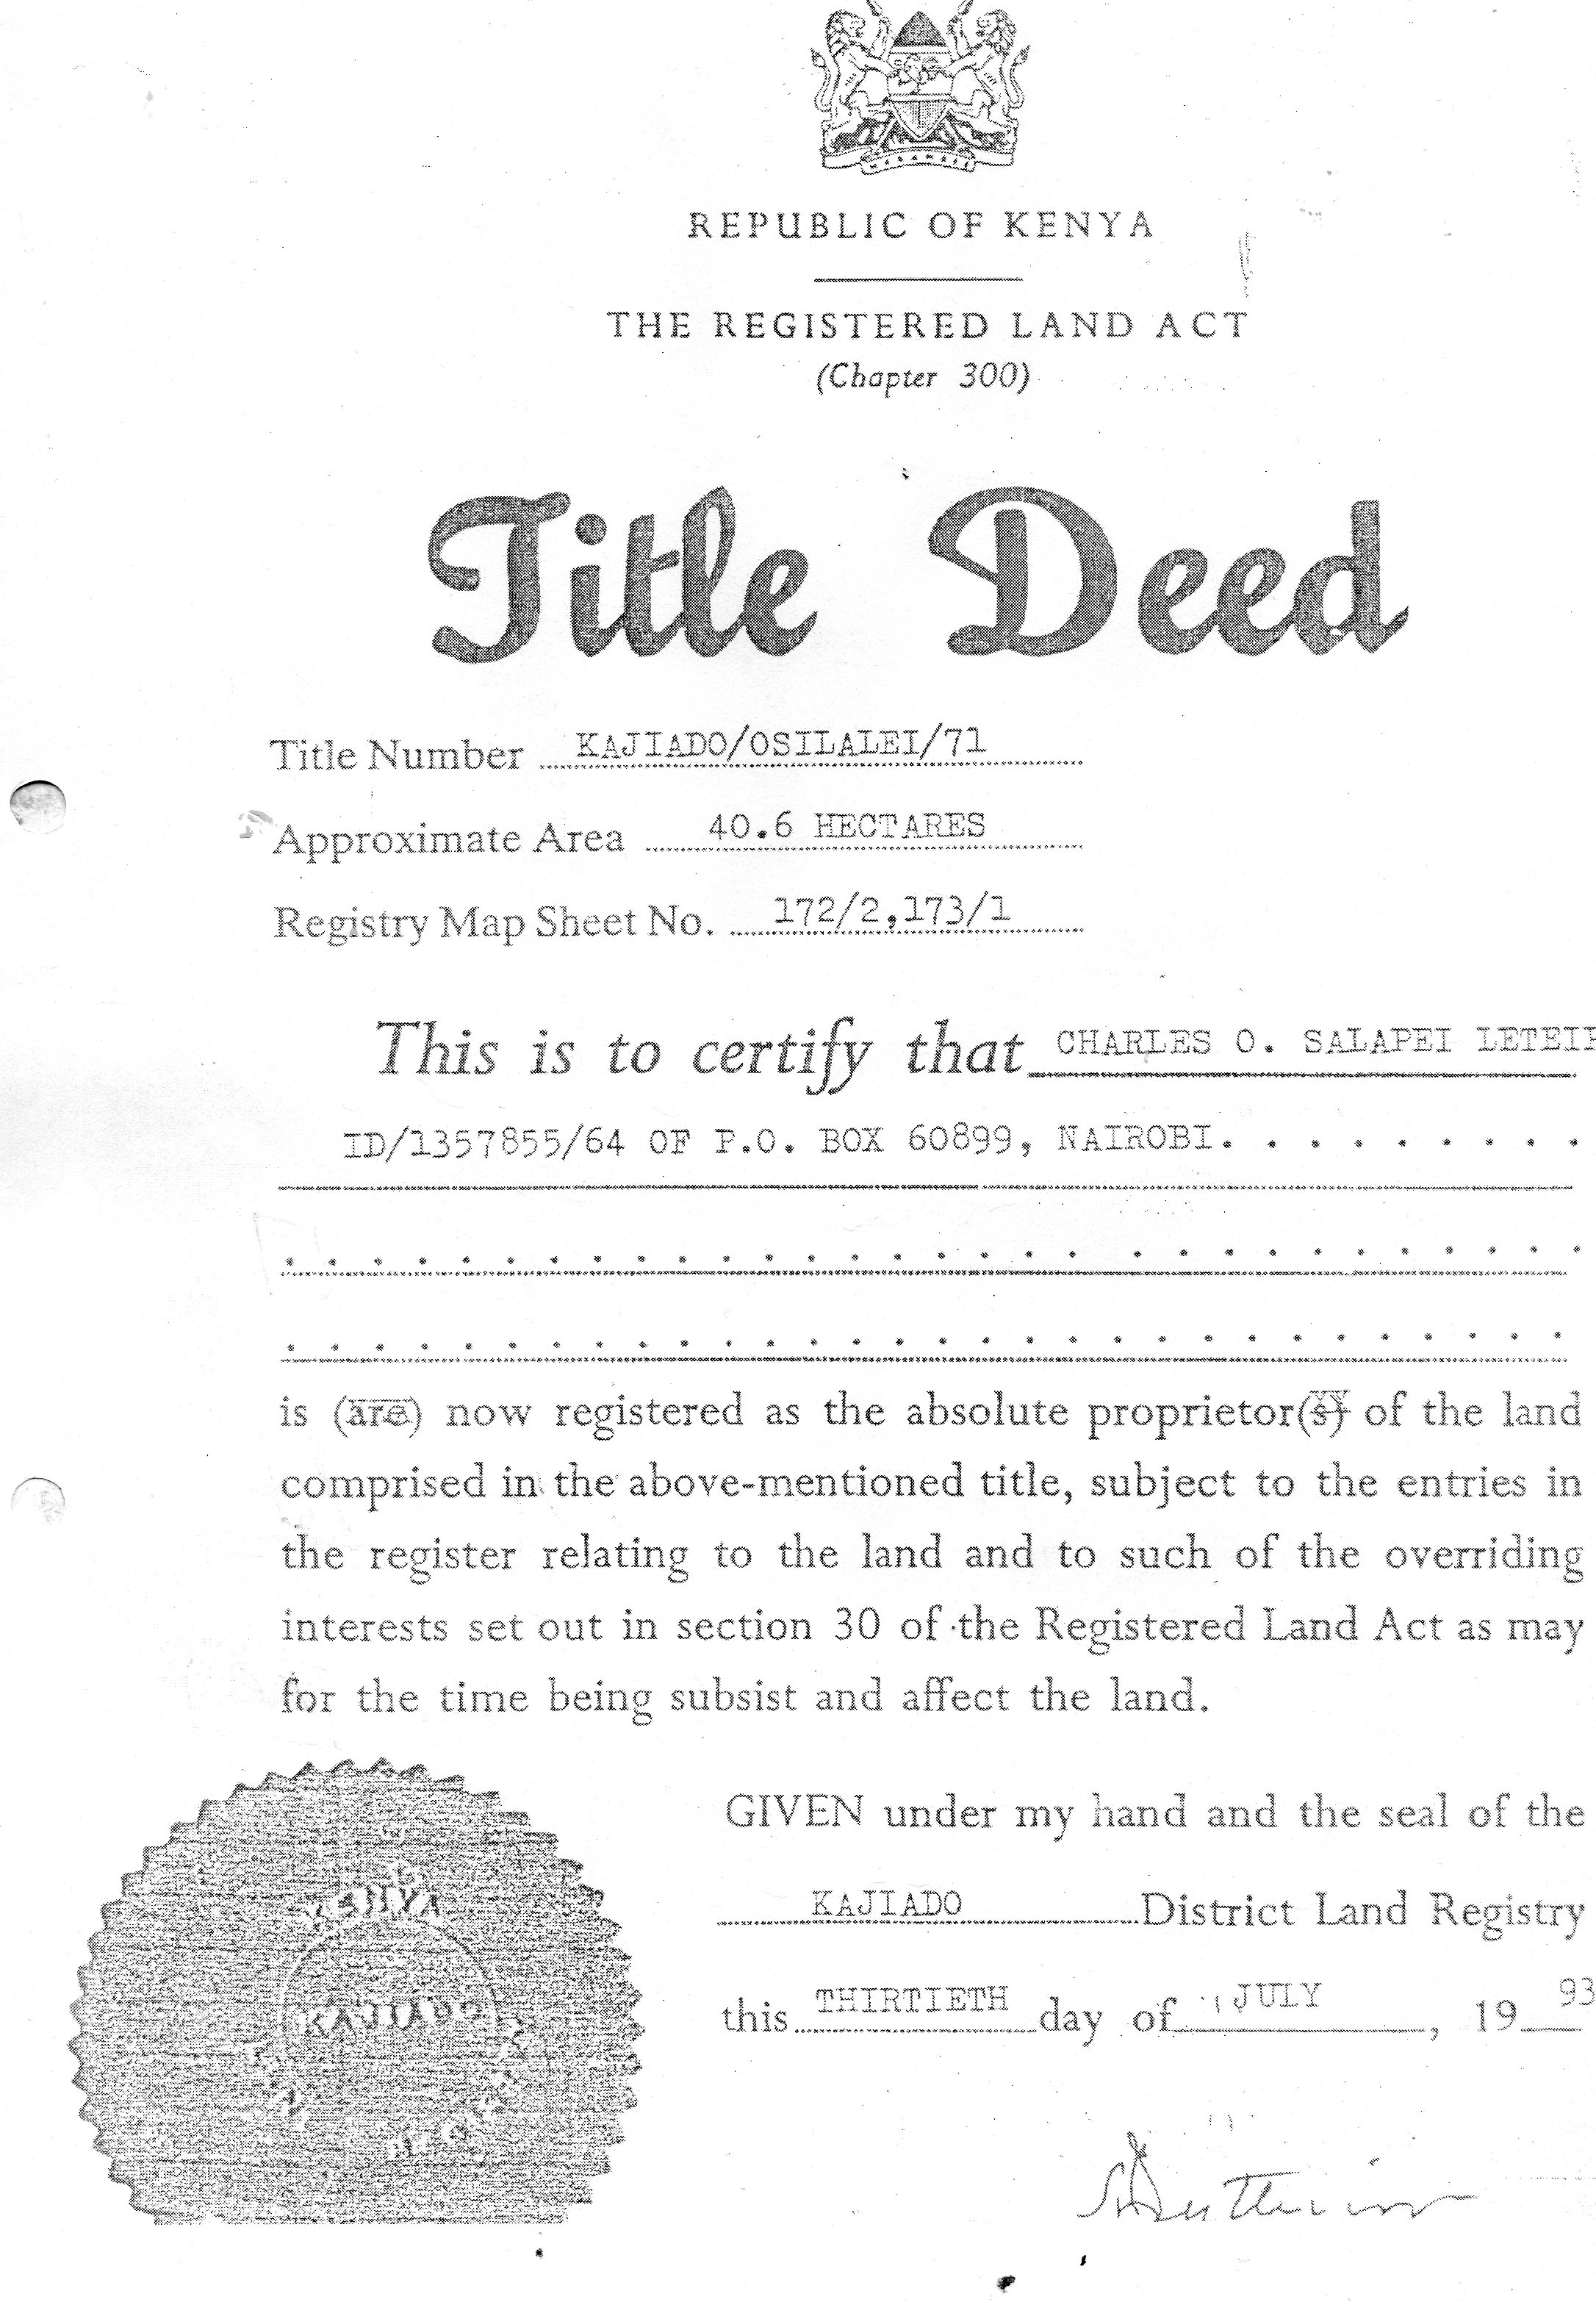 HARAMBEE
REPUBLIC OF KENYA
THE REGISTERED LAND ACT
(Chapter 300)
Title Deed
Title Number KAJIADO/OSILALEI/71
Approximate Area 40.6 HECTARES
Registry Map Sheet No. 172/2,173/1
This is to certify that CHARLES O. SALAPEI
ID/1357855/64 OF P.O. BOX 60899, NAIROBI. . . . . . . . .
is (are) now registered as the absolute proprietor(s) of the land
comprised in the above-mentioned title, subject to the entries in
the register relating to the land and to such of the overriding
interests set out in section 30 of the Registered Land Act as may
for the time being subsist and affect the land.
GIVEN under my hand and the seal of the
KAJIADO District Land Registry
this THIRTIETH day of JULY, 19 93
KENYA
KAJIADO